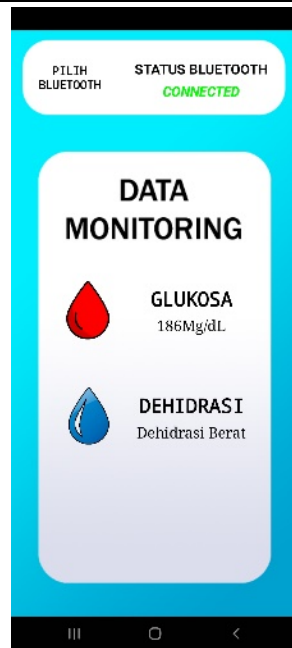 PILIH
BLUETOOTH
STATUS BLUETOOTH
CONNECTED
DATA
MONITORING
GLUKOSA
186Mg/dL
DEHIDRASI
Dehidrasi Berat